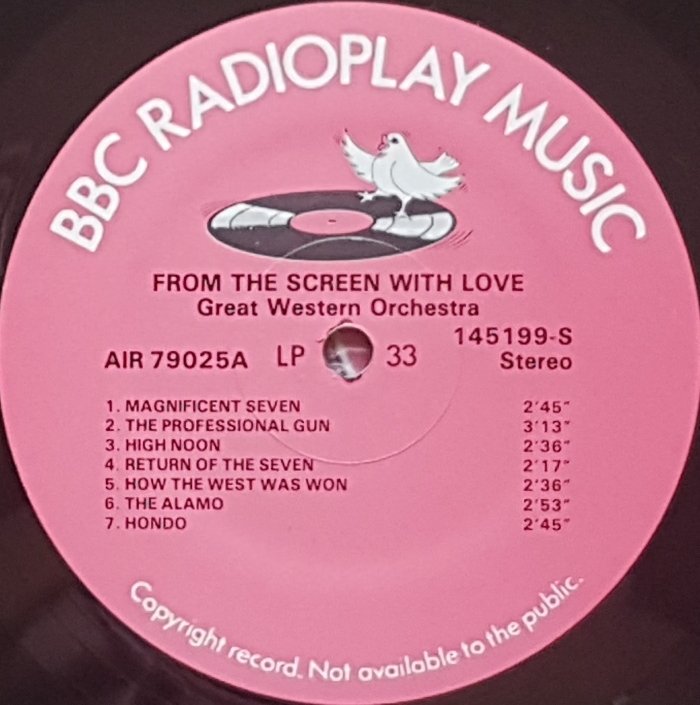 BBC RADIOPLAY MUSIC
FROM THE SCREEN WITH LOVE
Great Western Orchestra
145199-S
AIR 79025A LP 33 Stereo
1. MAGNIFICENT SEVEN 2'45"
2. THE PROFESSIONAL GUN 3'13"
3. HIGH NOON 2'36"
4. RETURN OF THE SEVEN 2'17"
5. HOW THE WEST WAS WON 2'36"
6. THE ALAMO 2'53"
7. HONDO 2'45"
Copyright record. Not available to the public.